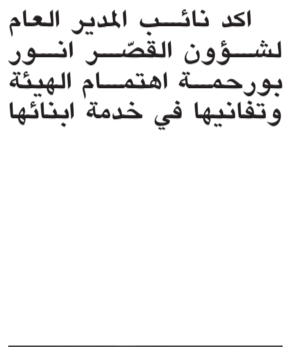 اكد نائب المدير العام
لشؤون القصّر انور
بورحمة اهتمام الهيئة
وتفانيها في خدمة ابنائها